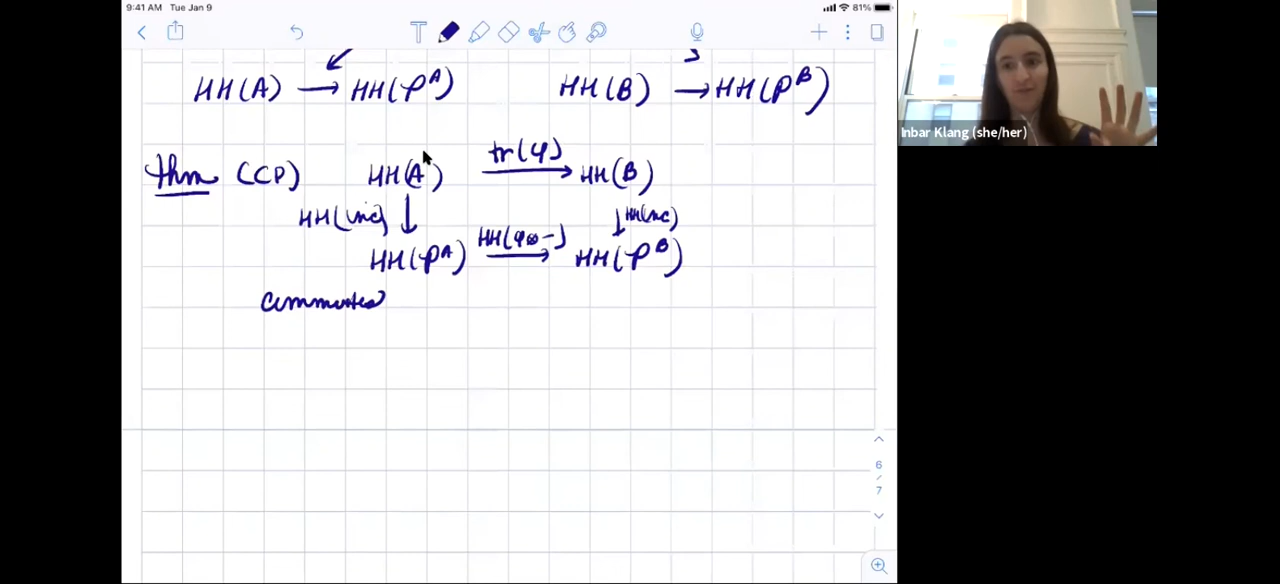 9:41 AM Tue Jan 9
81%
HH(A) → HH(P^A) HH(B) → HH(P^B)
Inbar Klang (she/her)
Thm (CP) HH(A) tr(φ) → HH(B)
HH(inc) ↓ ↓ HH(inc)
HH(P^A) HH(φ⊗-) → HH(P^B)
commutes
6
/
7